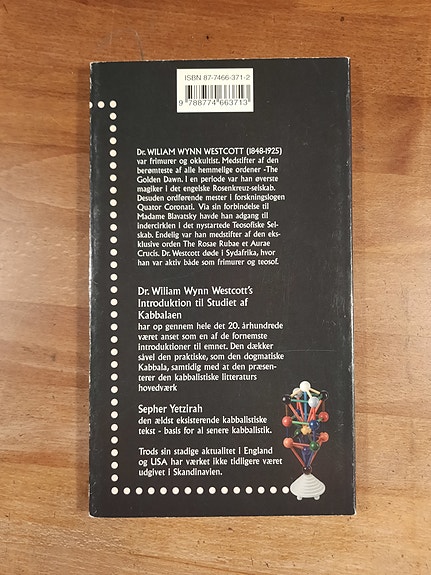 ISBN 87-7466-371-2
9 788774 663713
Dr. WILIAM WYNN WESTCOTT (1848-1925)
var frimurer og okkultist. Medstifter af den
berømteste af alle hemmelige ordener -The
Golden Dawn. I en periode var han øverste
magiker i det engelske Rosenkreuz-selskab.
Desuden ordførende mester i forskningslogen
Quator Coronati. Via sin forbindelse til
Madame Blavatsky havde han adgang til
indercirklen i det nystartede Teosofiske Sel-
skab. Endelig var han medstifter af den eks-
klusive orden The Rosae Rubae et Aurae
Crucis. Dr. Westcott døde i Sydafrika, hvor
han var aktiv både som frimurer og teosof.
Dr. Wiliam Wynn Westcott's
Introduktion til Studiet af
Kabbalaen
har op gennem hele det 20. århundrede
været anset som en af de fornemste
introduktioner til emnet. Den dækker
såvel den praktiske, som den dogmatiske
Kabbala, samtidig med at den præsen-
terer den kabbalistiske litteraturs
hovedværk
Sepher Yetzirah
den ældst eksisterende kabbalistiske
tekst - basis for al senere kabbalistik.
Trods sin stadige aktualitet i England
og USA har værket ikke tidligere været
udgivet i Skandinavien.